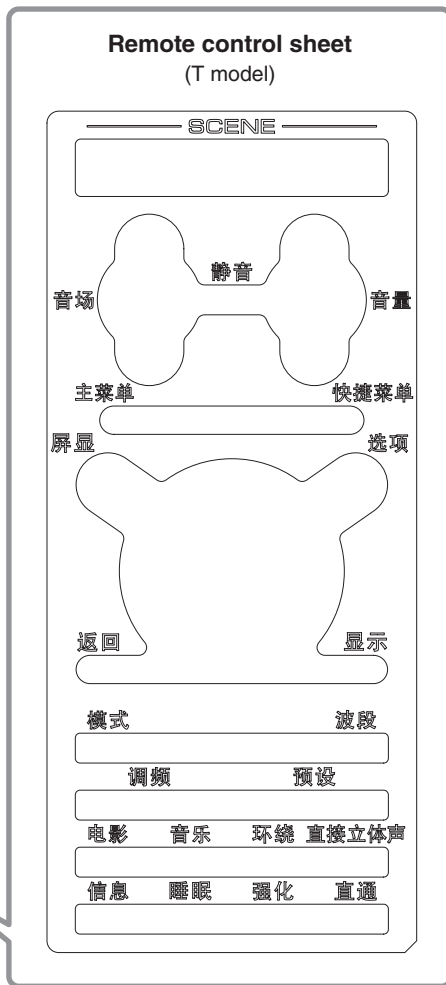 Remote control sheet
(T model)
SCENE
静音
音场 音量
主菜单 快捷菜单
屏显 选项
返回 显示
模式 波段
调频 预设
电影 音乐 环绕 直接立体声
信息 睡眠 强化 直通